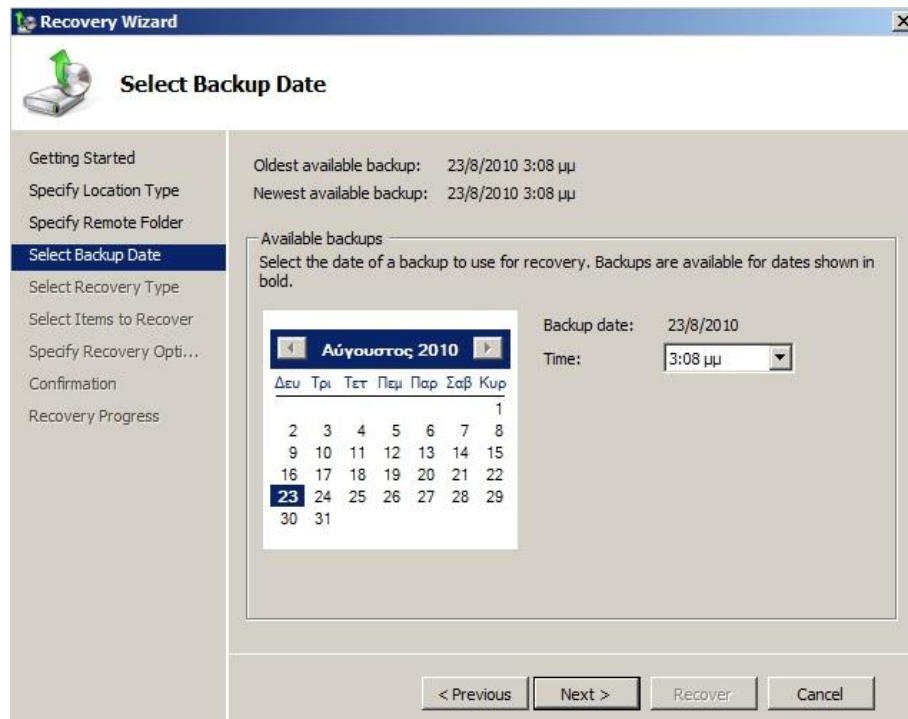 Recovery Wizard
Select Backup Date
Getting Started
Specify Location Type
Specify Remote Folder
Select Backup Date
Select Recovery Type
Select Items to Recover
Specify Recovery Opti...
Confirmation
Recovery Progress
Oldest available backup: 23/8/2010 3:08 μμ
Newest available backup: 23/8/2010 3:08 μμ
Available backups
Select the date of a backup to use for recovery. Backups are available for dates shown in
bold.
Αύγουστος 2010
Δευ Τρι Τετ Πεμ Παρ Σαβ Κυρ
1
2 3 4 5 6 7 8
9 10 11 12 13 14 15
16 17 18 19 20 21 22
23 24 25 26 27 28 29
30 31
Backup date: 23/8/2010
Time: 3:08 μμ
< Previous Next > Recover Cancel